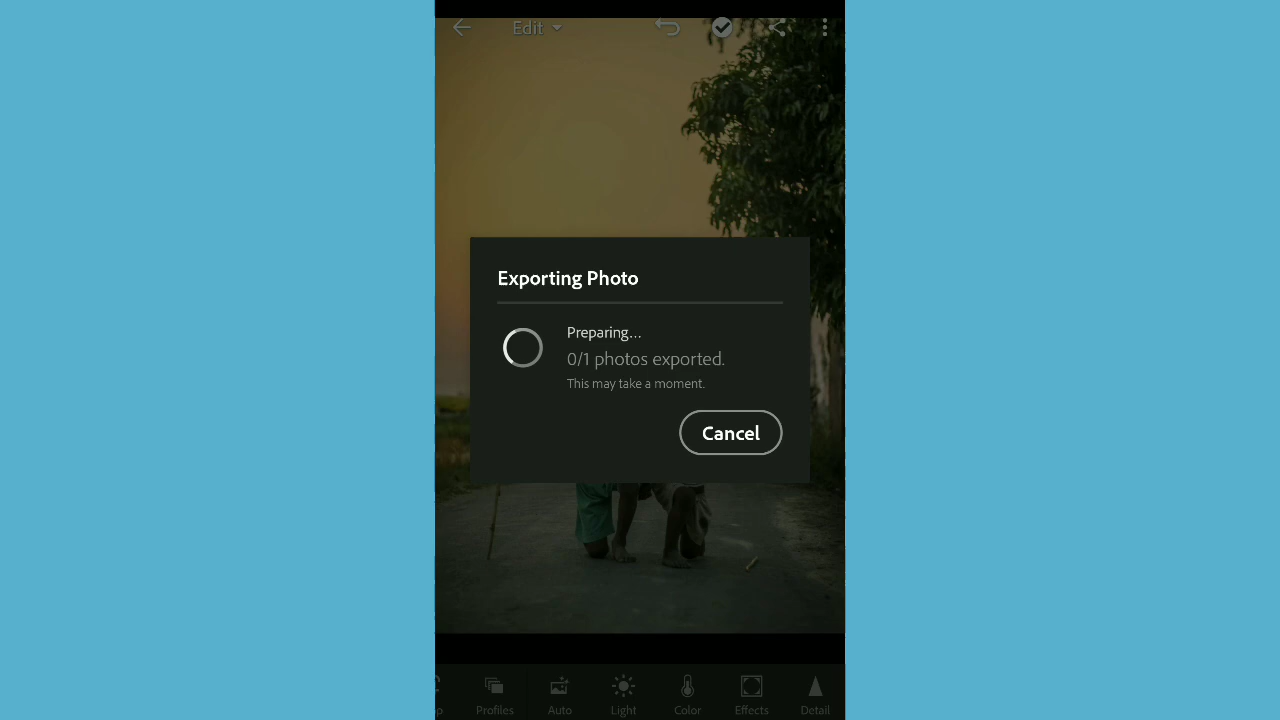 Edit
Exporting Photo
Preparing...
0/1 photos exported.
This may take a moment.
Cancel
Profiles Auto Light Color Effects Detail